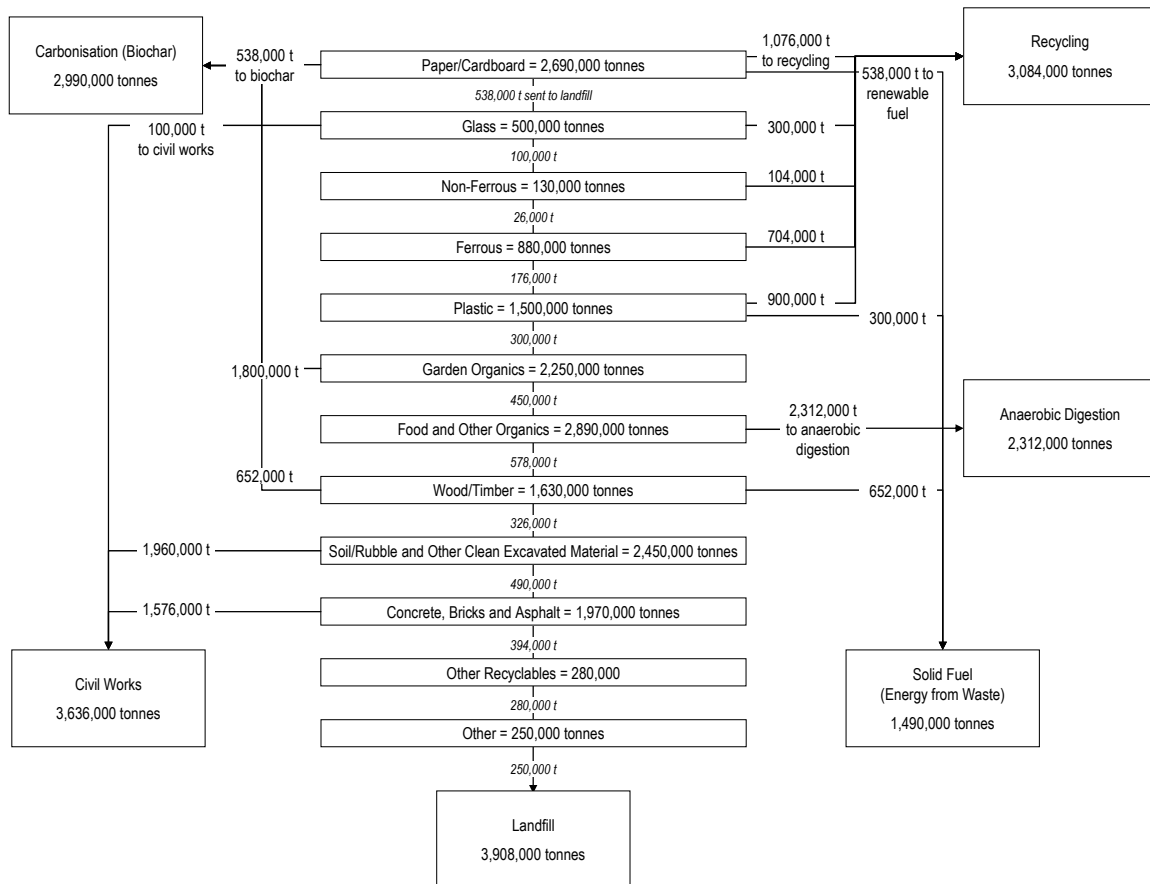 Carbonisation (Biochar)
2,990,000 tonnes
538,000 t
to biochar
Paper/Cardboard = 2,690,000 tonnes
1,076,000 t
to recycling
Recycling
3,084,000 tonnes
538,000 t to
renewable
fuel
538,000 t sent to landfill
100,000 t
to civil works
Glass = 500,000 tonnes
300,000 t
100,000 t
Non-Ferrous = 130,000 tonnes
104,000 t
26,000 t
Ferrous = 880,000 tonnes
704,000 t
176,000 t
Plastic = 1,500,000 tonnes
900,000 t
300,000 t
300,000 t
1,800,000 t
Garden Organics = 2,250,000 tonnes
450,000 t
Food and Other Organics = 2,890,000 tonnes
2,312,000 t
to anaerobic
digestion
Anaerobic Digestion
2,312,000 tonnes
578,000 t
652,000 t
Wood/Timber = 1,630,000 tonnes
652,000 t
326,000 t
1,960,000 t
Soil/Rubble and Other Clean Excavated Material = 2,450,000 tonnes
490,000 t
1,576,000 t
Concrete, Bricks and Asphalt = 1,970,000 tonnes
394,000 t
Other Recyclables = 280,000
280,000 t
Other = 250,000 tonnes
250,000 t
Civil Works
3,636,000 tonnes
Solid Fuel
(Energy from Waste)
1,490,000 tonnes
Landfill
3,908,000 tonnes